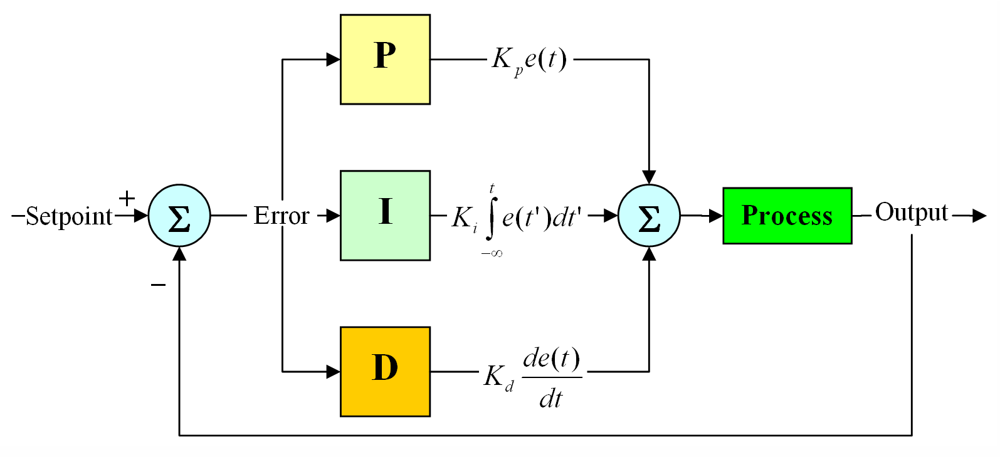 P
K_p e(t)
Setpoint
+
Σ
Error
I
K_i ∫_{-∞}^{t} e(t')dt'
Σ
Process
Output
−
D
K_d de(t)/dt